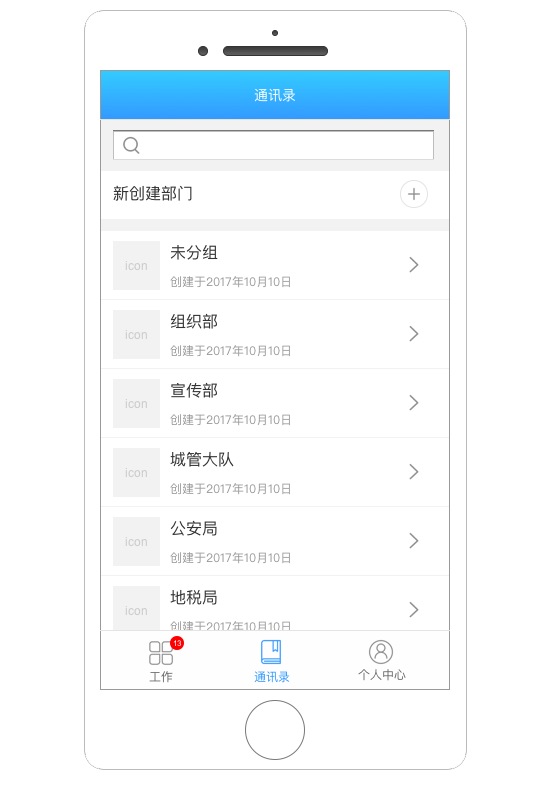 通讯录
新创建部门
icon
未分组
创建于2017年10月10日
icon
组织部
创建于2017年10月10日
icon
宣传部
创建于2017年10月10日
icon
城管大队
创建于2017年10月10日
icon
公安局
创建于2017年10月10日
icon
地税局
创建于2017年10月10日
13
工作
通讯录
个人中心